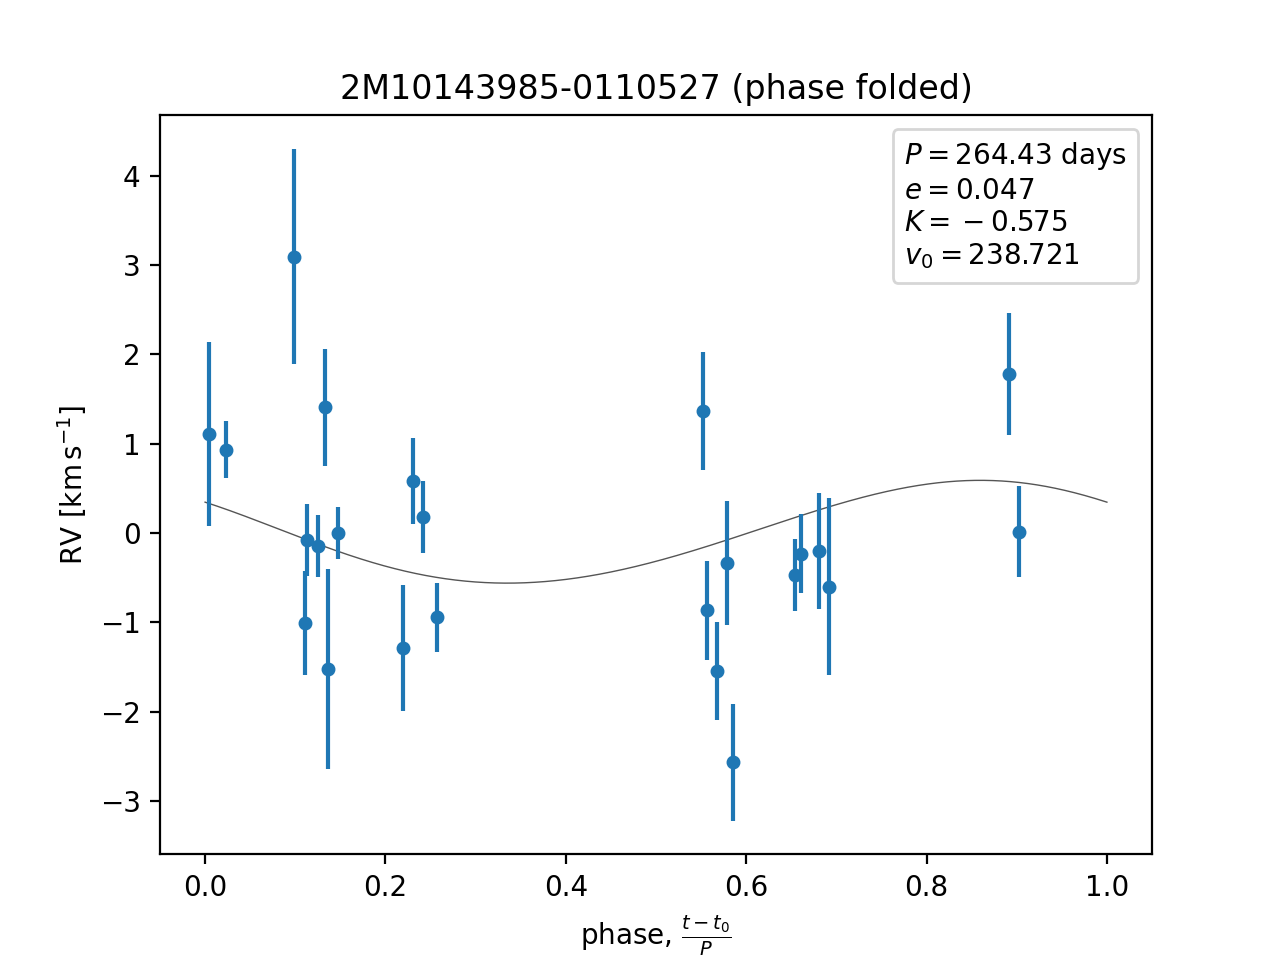 2M10143985-0110527 (phase folded)
P = 264.43 days
e = 0.047
K = −0.575
v₀ = 238.721
4
3
2
1
0
−1
−2
−3
RV [km s⁻¹]
0.0 0.2 0.4 0.6 0.8 1.0
phase, (t − t₀)/P